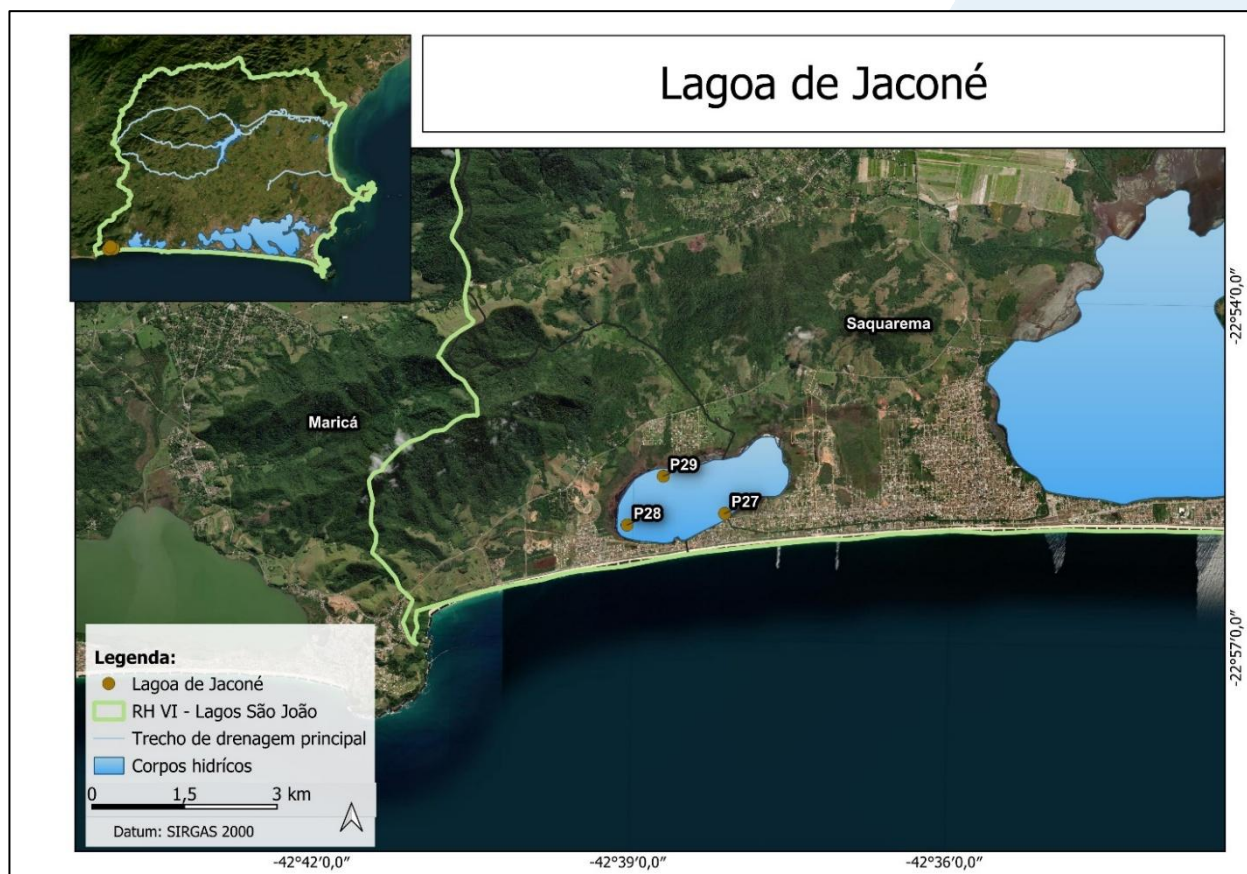 Lagoa de Jaconé
Saquarema
Maricá
P29
P27
P28
-22°54′0,0″
-22°57′0,0″
Legenda:
Lagoa de Jaconé
RH VI - Lagos São João
Trecho de drenagem principal
Corpos hidrícos
0 1,5 3 km
Datum: SIRGAS 2000
-42°42′0,0″ -42°39′0,0″ -42°36′0,0″